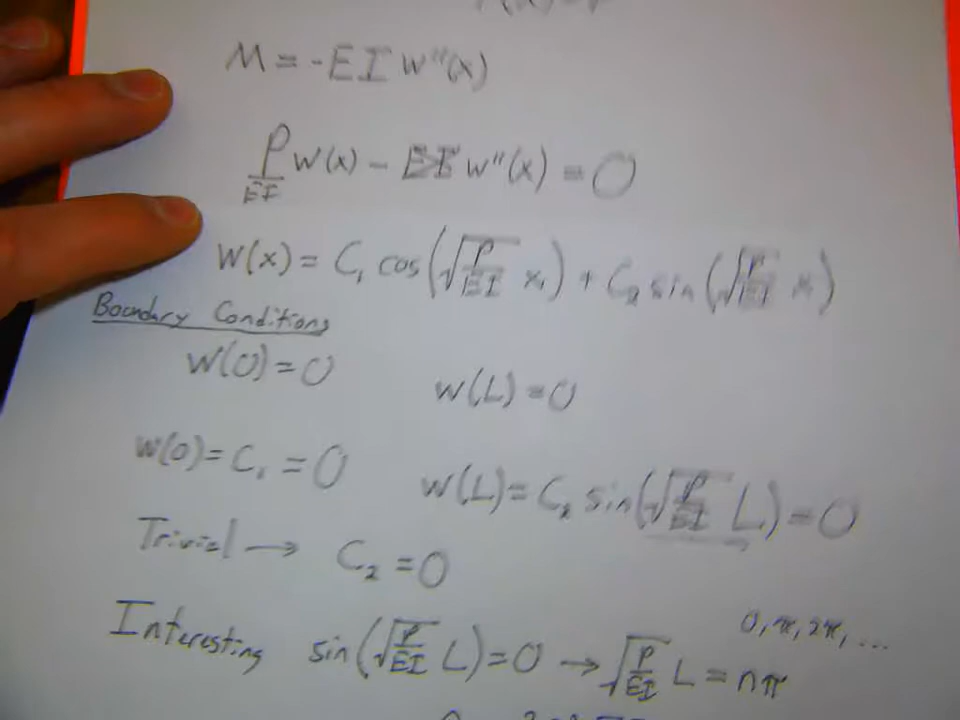 M = -EI w''(x)
P/EI w(x) - EI w''(x) = 0
w(x) = C₁ cos(√(P/EI) x₁) + C₂ sin(√(P/EI) x)
Boundary Conditions
w(0) = 0 w(L) = 0
w(0) = C₁ = 0 w(L) = C₂ sin(√(P/EI) L) = 0
Trivial → C₂ = 0
0, π, 2π, ...
Interesting sin(√(P/EI) L) = 0 → √(P/EI) L = nπ